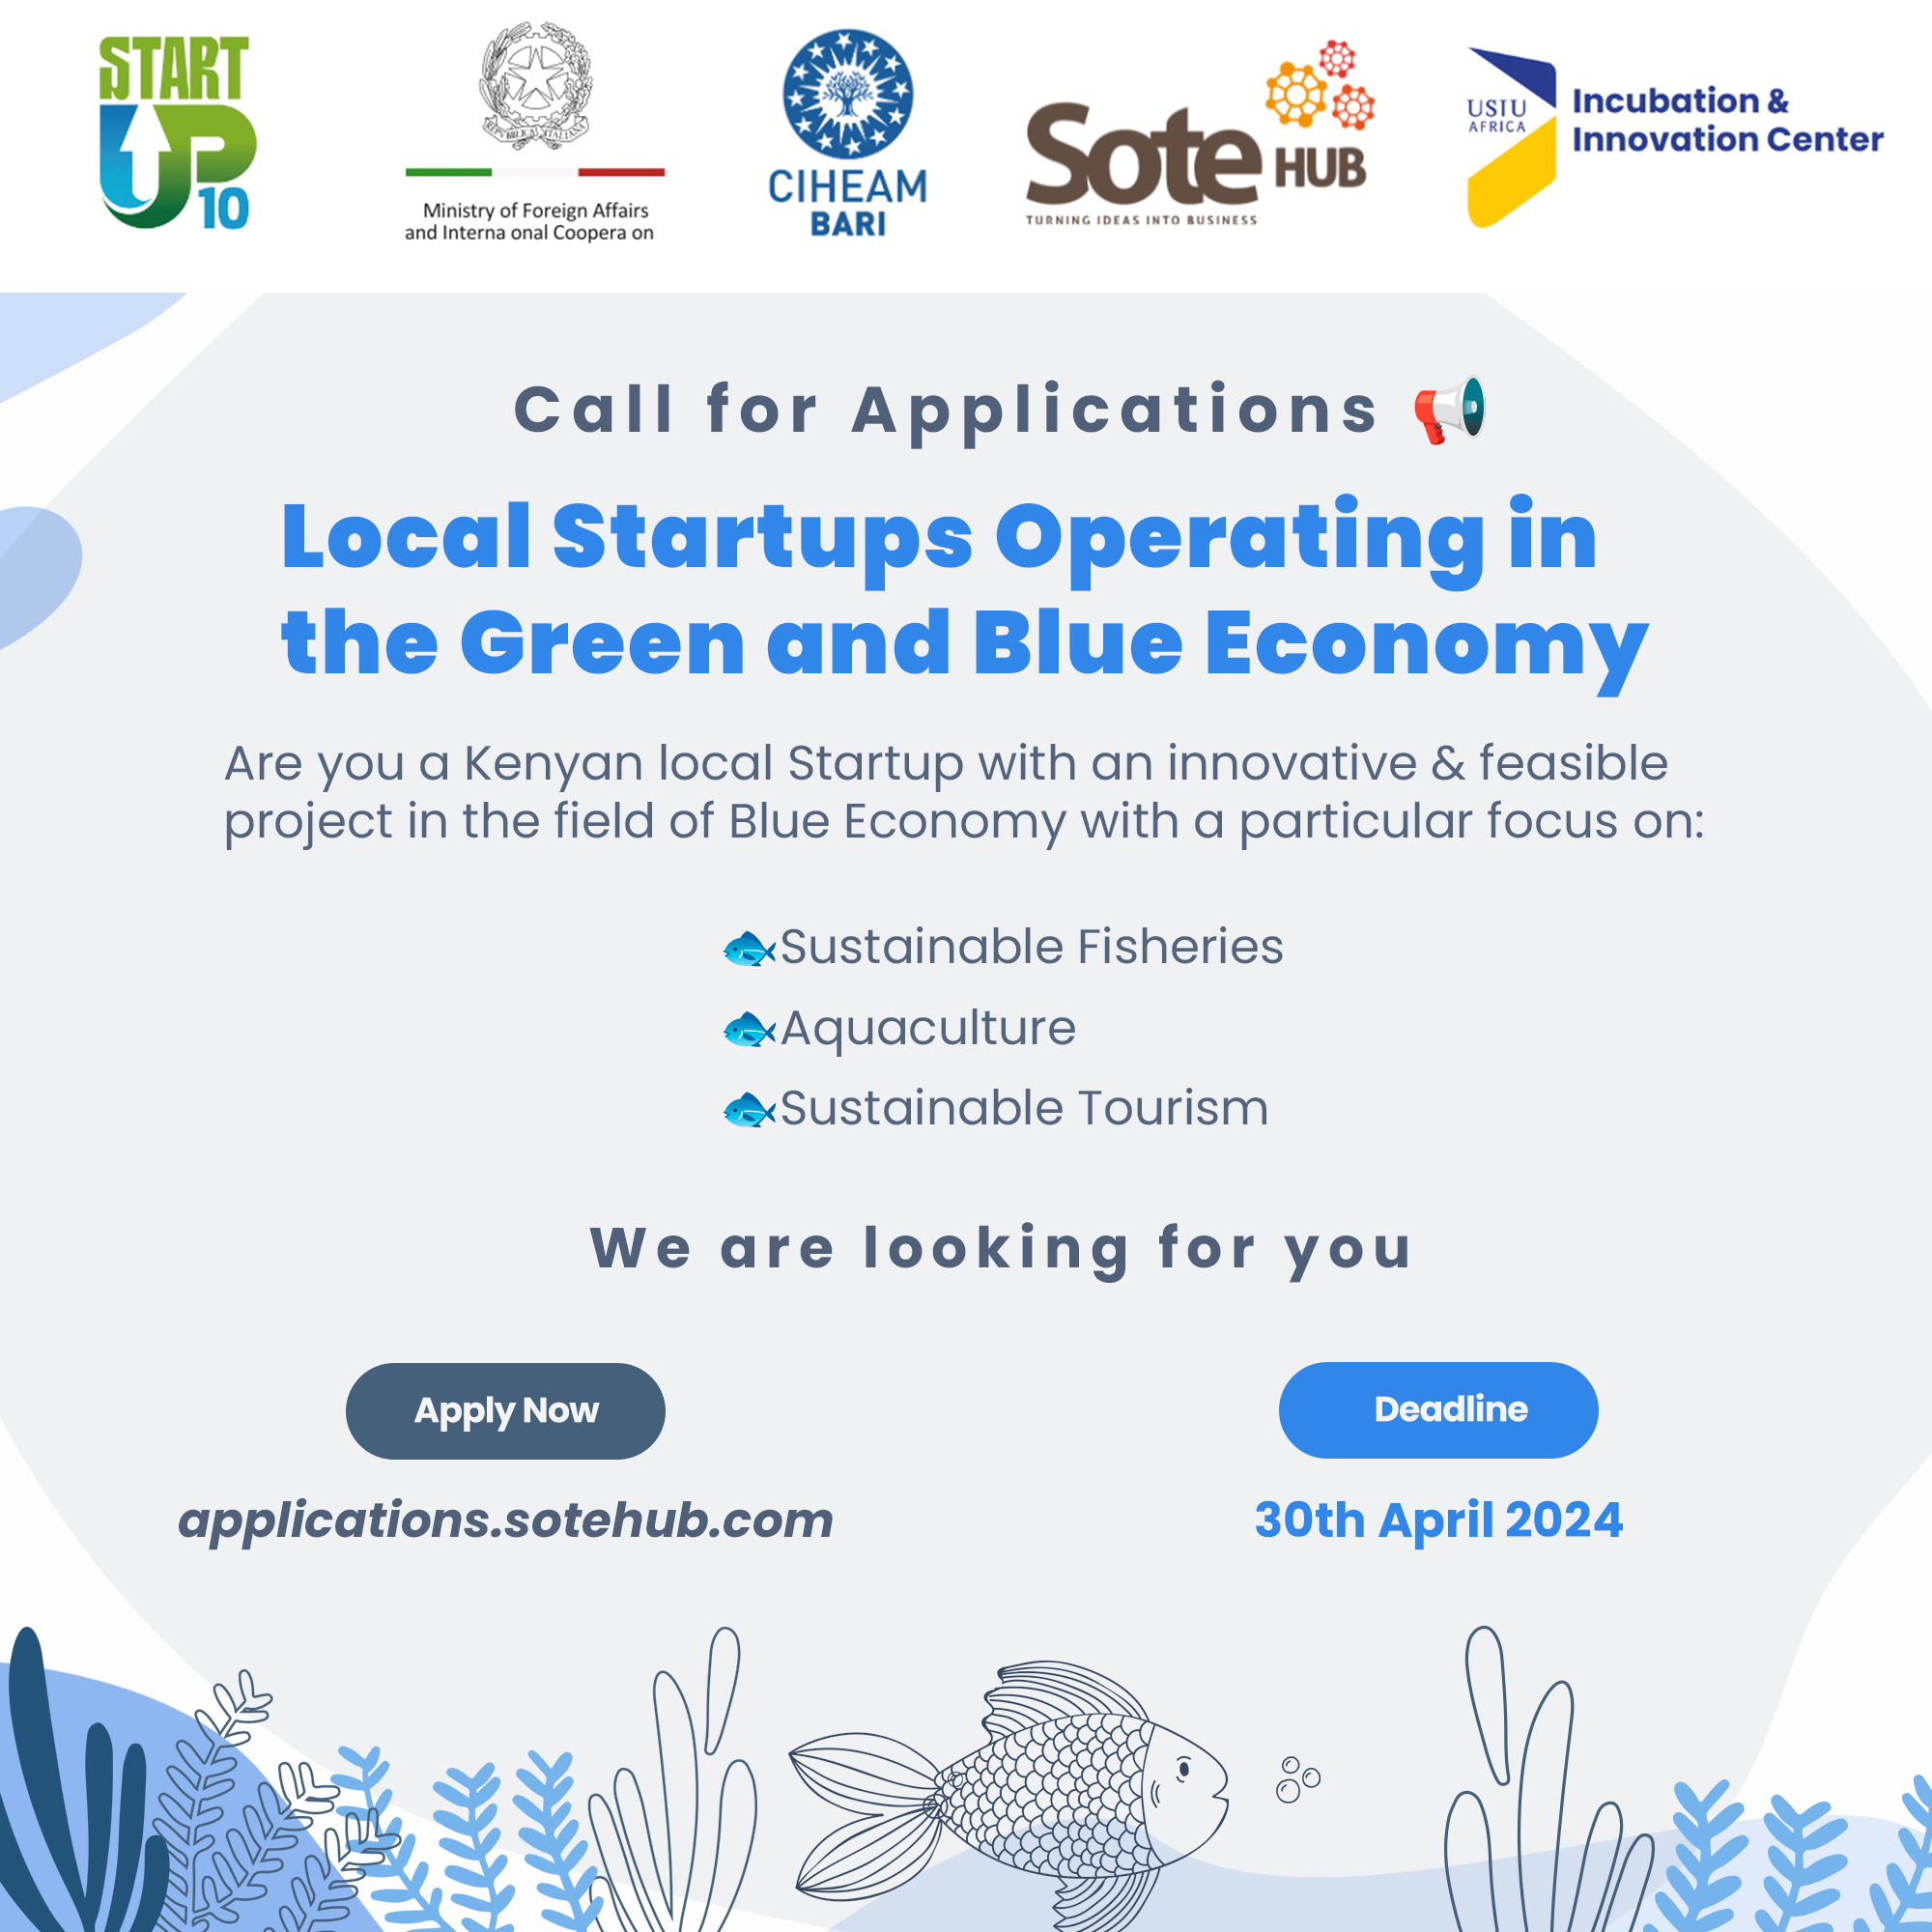 START
UP
10
REPVBBLICA ITALIANA
Ministry of Foreign Affairs
and Interna onal Coopera on
CIHEAM
BARI
Sote HUB
TURNING IDEAS INTO BUSINESS
USIU
AFRICA
Incubation &
Innovation Center
Call for Applications
Local Startups Operating in
the Green and Blue Economy
Are you a Kenyan local Startup with an innovative & feasible
project in the field of Blue Economy with a particular focus on:
Sustainable Fisheries
Aquaculture
Sustainable Tourism
We are looking for you
Apply Now
Deadline
applications.sotehub.com
30th April 2024